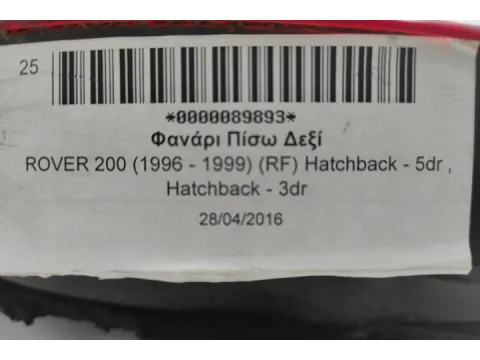 25
*0000089893*
Φανάρι Πίσω Δεξί
ROVER 200 (1996 - 1999) (RF) Hatchback - 5dr ,
Hatchback - 3dr
28/04/2016